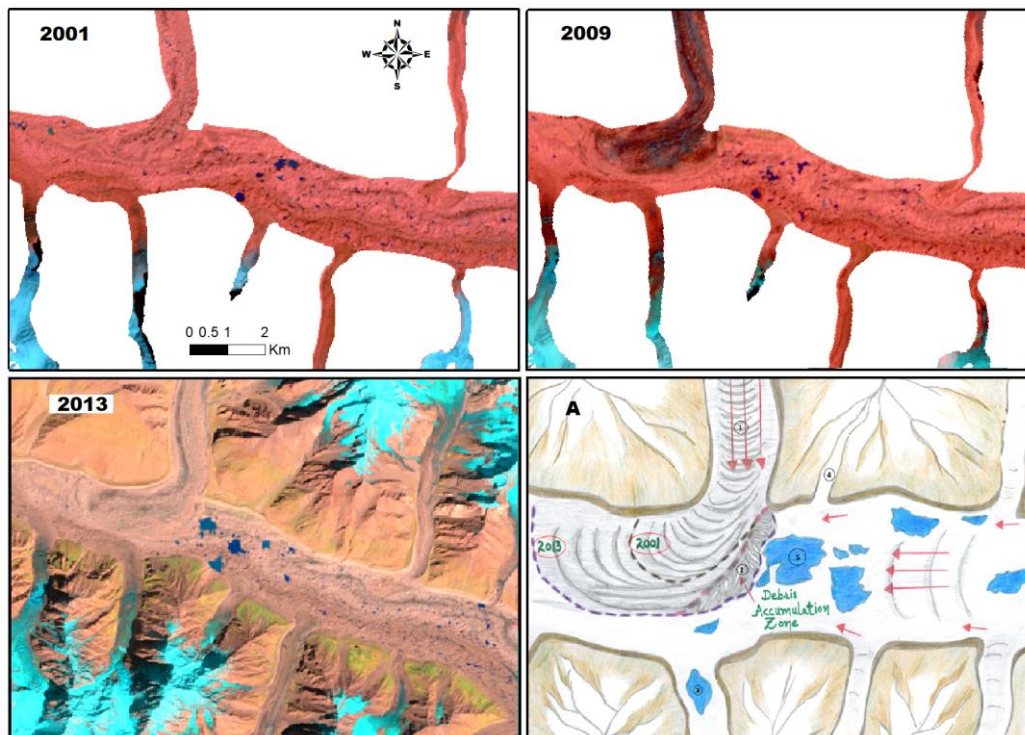 2001
N
W
E
S
0 0.5 1 2
Km
2009
2013
A
1
4
2013
2001
2
5
Debris
Accumulation
Zone
3